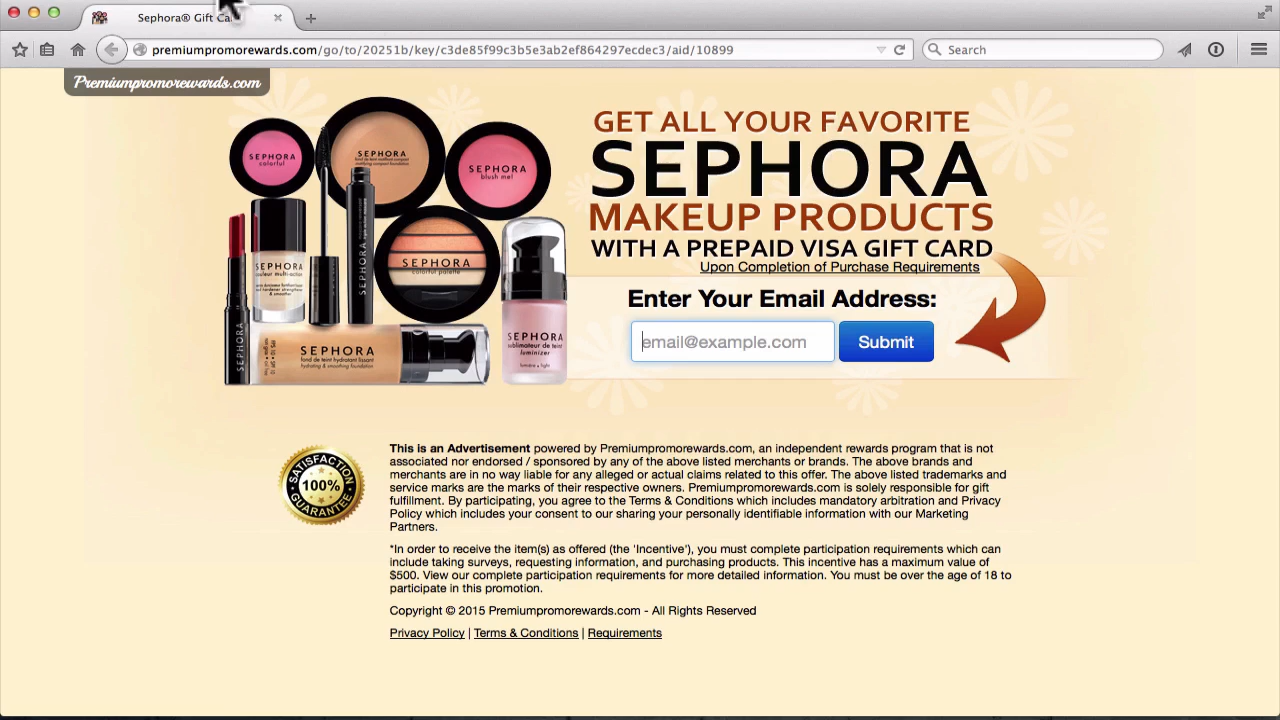 Sephora® Gift Ca
premiumpromorewards.com/go/to/20251b/key/c3de85f99c3b5e3ab2ef864297ecdec3/aid/10899
Search
Premiumpromorewards.com
GET ALL YOUR FAVORITE
SEPHORA
MAKEUP PRODUCTS
WITH A PREPAID VISA GIFT CARD
Upon Completion of Purchase Requirements
Enter Your Email Address:
email@example.com
Submit
SEPHORA
colorful
SEPHORA
SEPHORA
blush me!
SEPHORA
SEPHORA
colorful palette
SEPHORA
SEPHORA
SEPHORA
fond de teint hydratant lissant
hydrating & smoothing foundation
SEPHORA
sublimateur de teint
luminizer
SATISFACTION
100%
GUARANTEE
This is an Advertisement powered by Premiumpromorewards.com, an independent rewards program that is not
associated nor endorsed / sponsored by any of the above listed merchants or brands. The above brands and
merchants are in no way liable for any alleged or actual claims related to this offer. The above listed trademarks and
service marks are the marks of their respective owners. Premiumpromorewards.com is solely responsible for gift
fulfillment. By participating, you agree to the Terms & Conditions which includes mandatory arbitration and Privacy
Policy which includes your consent to our sharing your personally identifiable information with our Marketing
Partners.
*In order to receive the item(s) as offered (the 'Incentive'), you must complete participation requirements which can
include taking surveys, requesting information, and purchasing products. This incentive has a maximum value of
$500. View our complete participation requirements for more detailed information. You must be over the age of 18 to
participate in this promotion.
Copyright © 2015 Premiumpromorewards.com - All Rights Reserved
Privacy Policy | Terms & Conditions | Requirements